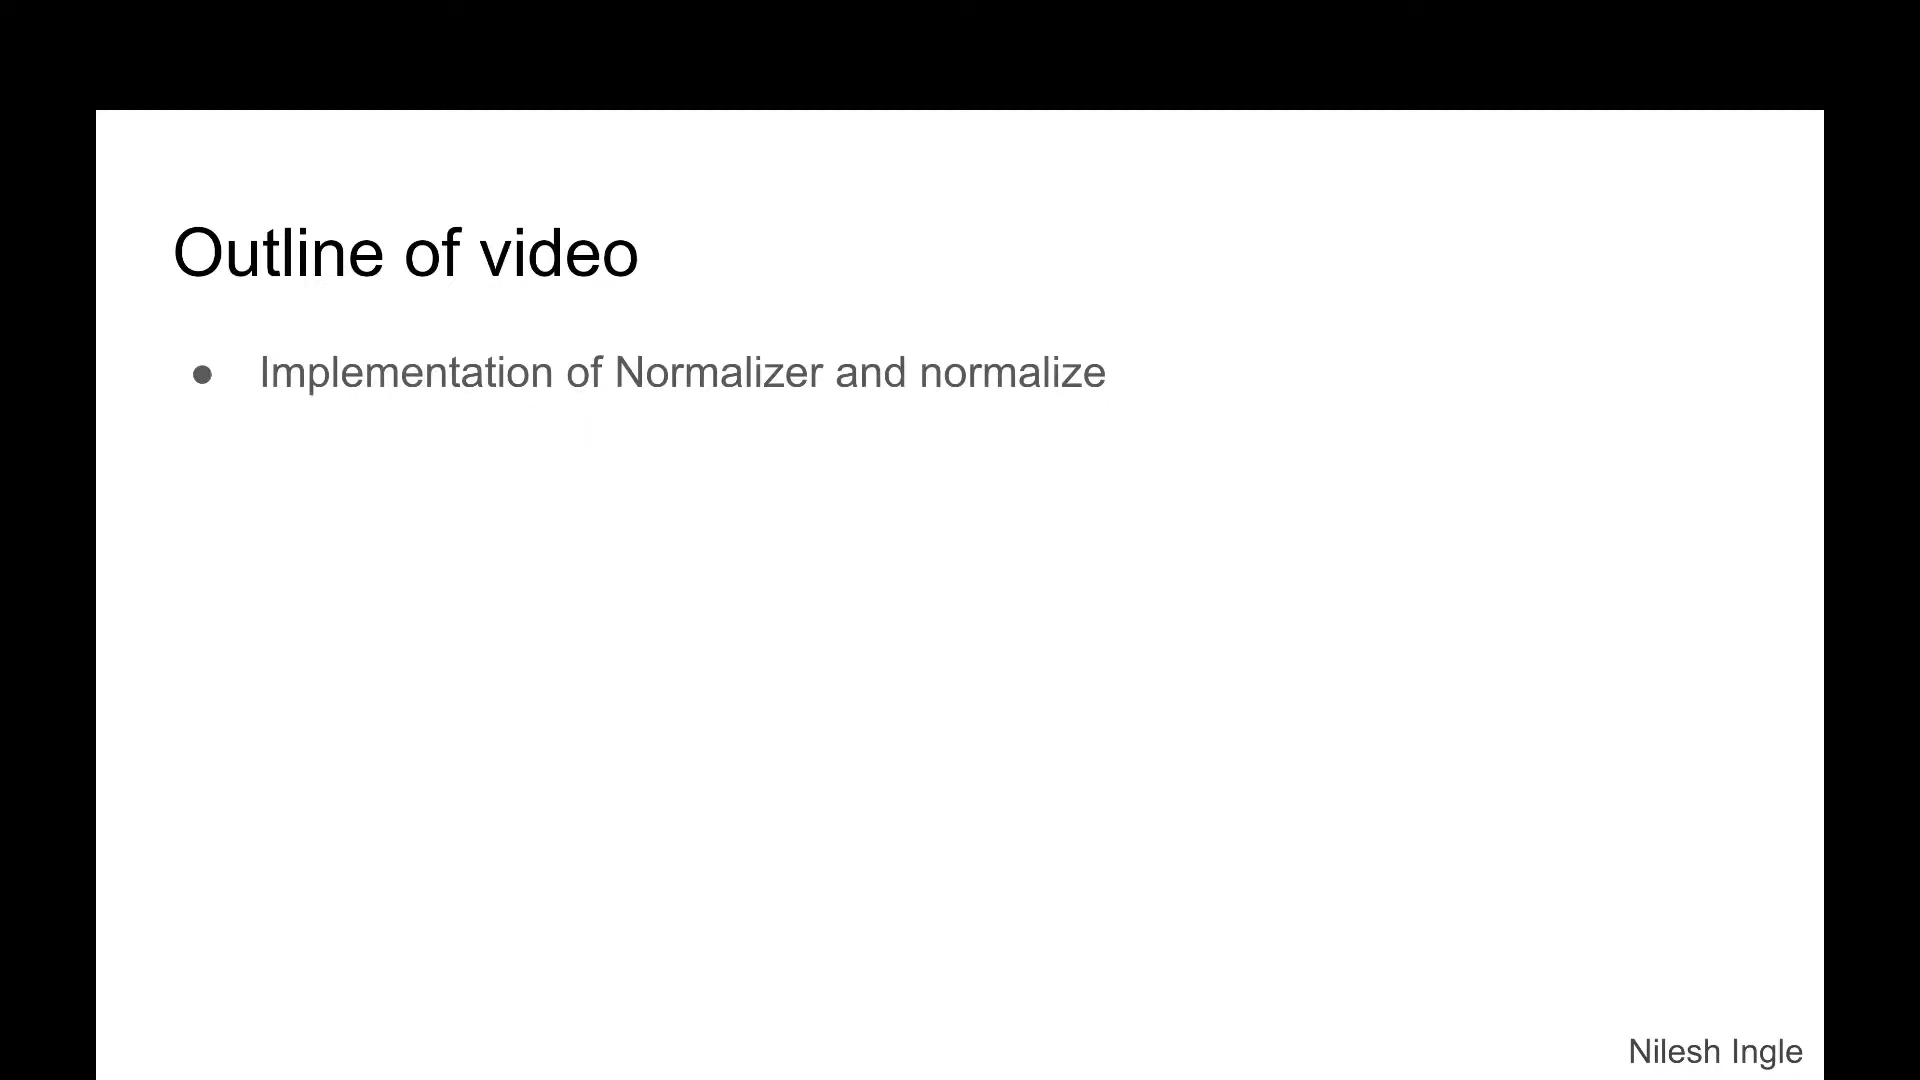 Outline of video
● Implementation of Normalizer and normalize
Nilesh Ingle